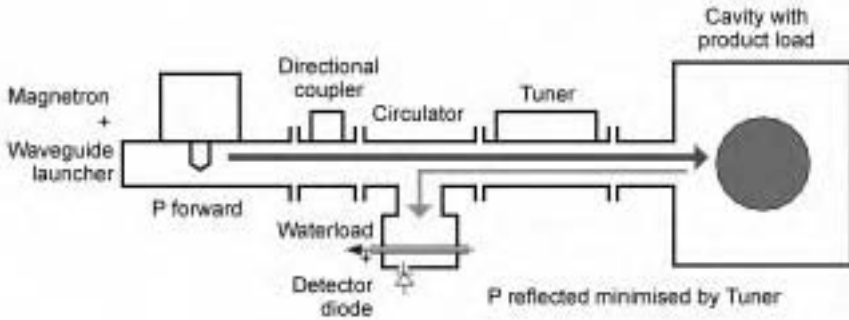 Cavity with
product load
Directional
coupler
Circulator
Tuner
Magnetron
+
Waveguide
launcher
P forward
Waterload
+
Detector
diode
P reflected minimised by Tuner